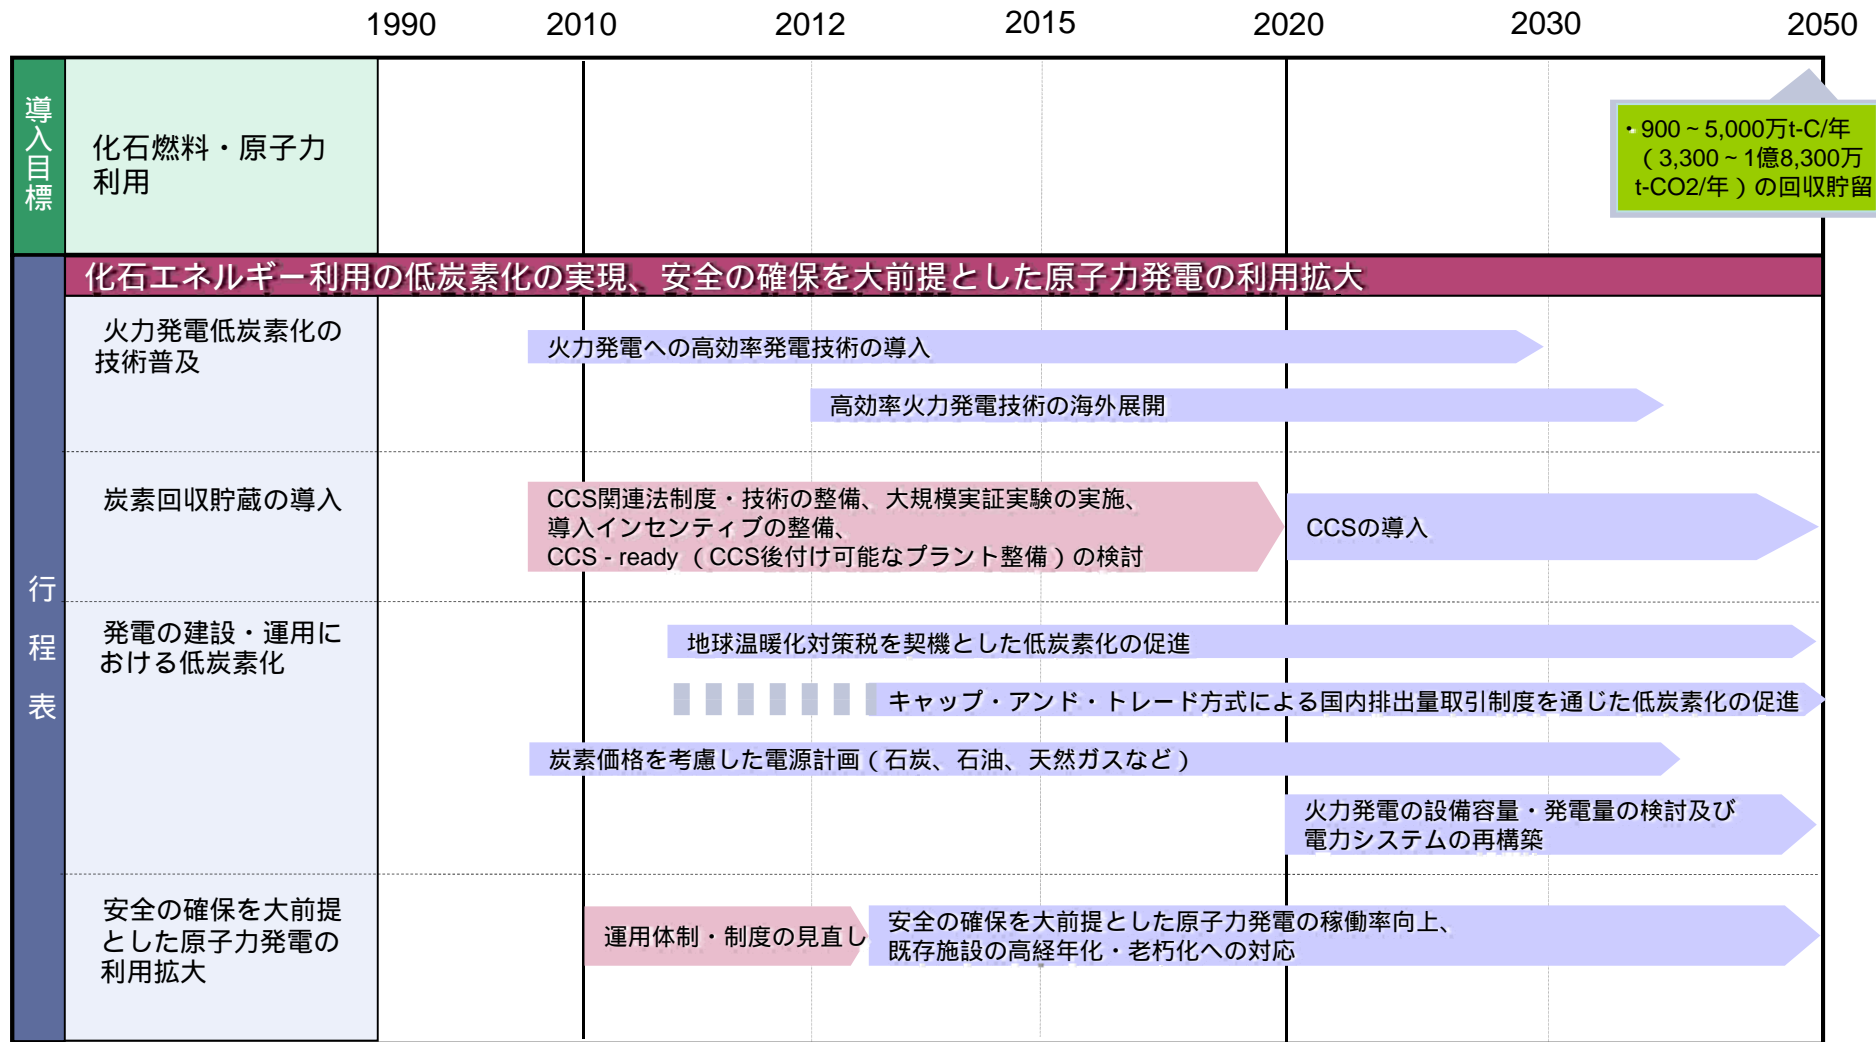 1990 2010 2012 2015 2020 2030 2050
導入目標
化石燃料・原子力
利用
・900~5,000万t-C/年
(3,300~1億8,300万
t-CO2/年)の回収貯留
行程表
化石エネルギー利用の低炭素化の実現、安全の確保を大前提とした原子力発電の利用拡大
火力発電低炭素化の
技術普及
火力発電への高効率発電技術の導入
高効率火力発電技術の海外展開
炭素回収貯蔵の導入
CCS関連法制度・技術の整備、大規模実証実験の実施、
導入インセンティブの整備、
CCS-ready(CCS後付け可能なプラント整備)の検討
CCSの導入
発電の建設・運用に
おける低炭素化
地球温暖化対策税を契機とした低炭素化の促進
キャップ・アンド・トレード方式による国内排出量取引制度を通じた低炭素化の促進
炭素価格を考慮した電源計画(石炭、石油、天然ガスなど)
火力発電の設備容量・発電量の検討及び
電力システムの再構築
安全の確保を大前提
とした原子力発電の
利用拡大
運用体制・制度の見直し
安全の確保を大前提とした原子力発電の稼働率向上、
既存施設の高経年化・老朽化への対応